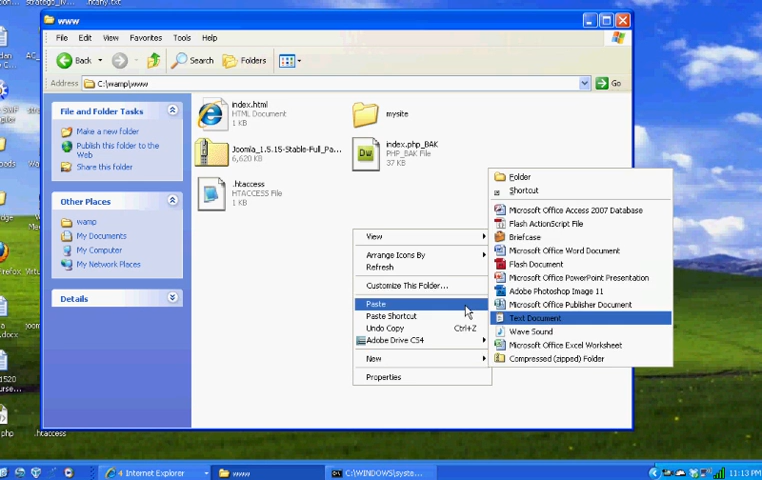 www
File Edit View Favorites Tools Help
Back Search Folders
Address C:\wamp\www Go
File and Folder Tasks
Make a new folder
Publish this folder to the
Web
Share this folder
Other Places
wamp
My Documents
My Computer
My Network Places
Details
index.html
HTML Document
1 KB
mysite
Joomla_1.5.15-Stable-Full_Pa...
6,620 KB
index.php_BAK
PHP_BAK File
37 KB
.htaccess
HTACCESS File
1 KB
View
Arrange Icons By
Refresh
Customize This Folder...
Paste
Paste Shortcut
Undo Copy Ctrl+Z
Adobe Drive CS4
New
Properties
Folder
Shortcut
Microsoft Office Access 2007 Database
Flash ActionScript File
Briefcase
Microsoft Office Word Document
Flash Document
Microsoft Office PowerPoint Presentation
Adobe Photoshop Image 11
Microsoft Office Publisher Document
Text Document
Wave Sound
Microsoft Office Excel Worksheet
Compressed (zipped) Folder
.docx
1520
.htaccess
4 Internet Explorer
www
C:\WINDOWS\syste...
11:13 PM